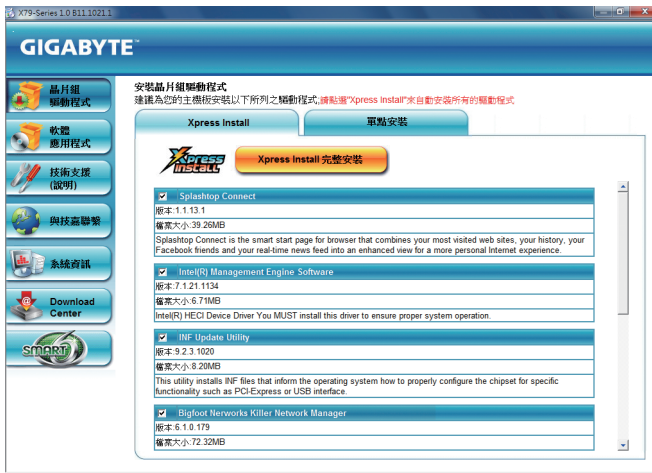 X79-Series 1.0 B11.1021.1
GIGABYTE™
晶片組
驅動程式
軟體
應用程式
技術支援
(說明)
與技嘉聯繫
系統資訊
Download
Center
SMART6
安裝晶片組驅動程式
建議為您的主機板安裝以下所列之驅動程式;請點選"Xpress Install"來自動安裝所有的驅動程式
Xpress Install
單點安裝
Xpress INSTALL
Xpress Install 完整安裝
Splashtop Connect
版本:1.1.13.1
檔案大小:39.26MB
Splashtop Connect is the smart start page for browser that combines your most visited web sites, your history, your
Facebook friends and your real-time news feed into an enhanced view for a more personal Internet experience.
Intel(R) Management Engine Software
版本:7.1.21.1134
檔案大小:6.71MB
Intel(R) HECI Device Driver You MUST install this driver to ensure proper system operation.
INF Update Utility
版本:9.2.3.1020
檔案大小:8.20MB
This utility installs INF files that inform the operating system how to properly configure the chipset for specific
functionality such as PCI-Express or USB interface.
Bigfoot Nerworks Killer Network Manager
版本:6.1.0.179
檔案大小:72.32MB